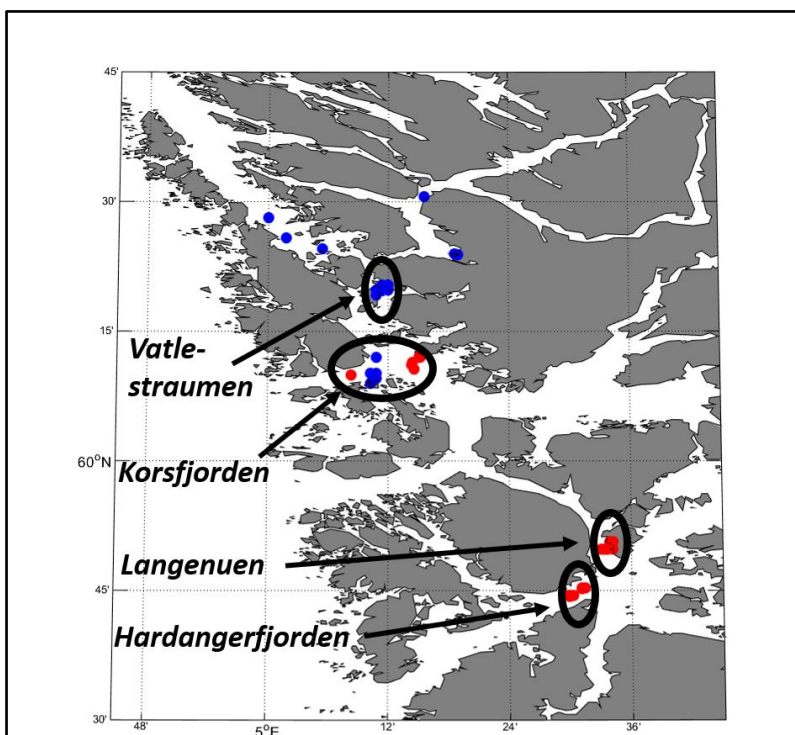 45'
30'
15'
Vatle-
straumen
Korsfjorden
60°N
Langenuen
45'
Hardangerfjorden
30'
48'
5°E
12'
24'
36'